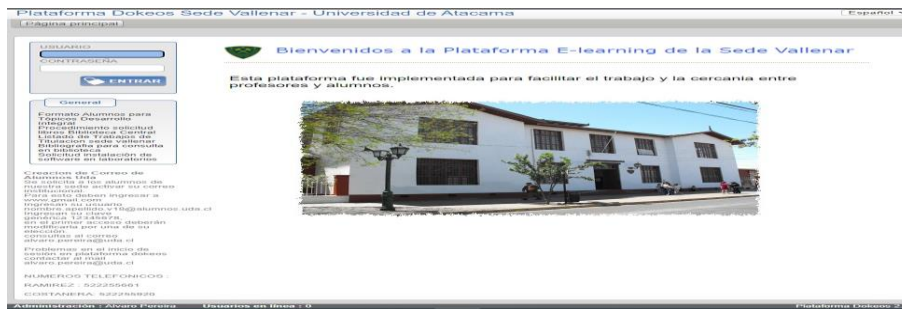 Plataforma Dokeos Sede Vallenar - Universidad de Atacama
Español
Página principal
USUARIO
CONTRASEÑA
ENTRAR
General
Formato Alumnos para
Tópicos Desarrollo
Integral
Procedimiento solicitud
libros Biblioteca Central
Listado de Trabajos de
Titulacion sede vallenar
Bibliografia para consulta
en biblioteca
Solicitud instalación de
software en laboratorios
Creacion de Correo de
Alumnos Uda
Se solicita a los alumnos de
nuestra sede activar su correo
institucional
Para esto deben ingresar a
www.gmail.com
Ingresan su usuario
nombre.apellido.v16@alumnos.uda.cl
Ingresan su clave
genérica 12345678,
en el primer acceso deberán
modificarla por una de su
elección.
consultas al correo
alvaro.pereira@uda.cl
Problemas en el inicio de
sesión en plataforma dokeos
contactar al mail
alvaro.pereira@uda.cl
NUMEROS TELEFONICOS :
RAMIREZ : 522255661
COSTANERA:
Bienvenidos a la Plataforma E-learning de la Sede Vallenar
Esta plataforma fue implementada para facilitar el trabajo y la cercania entre
profesores y alumnos.
Administración : Alvaro Pereira
Usuarios en línea : 0
Plataforma Dokeos 2